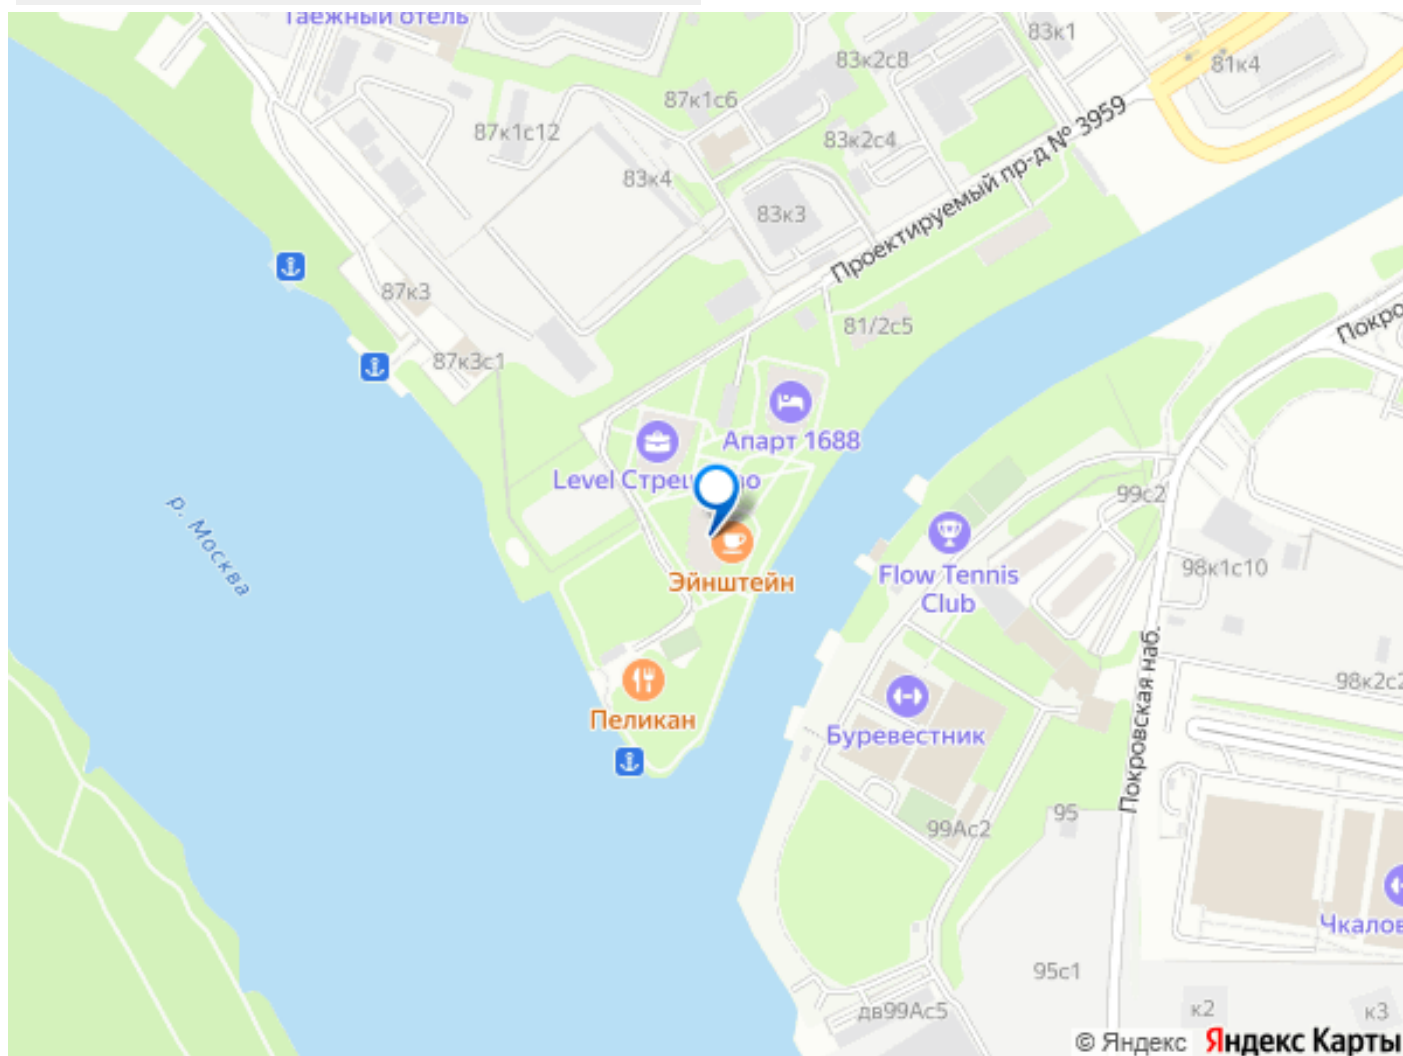 Таёжный отель
83к1
83к2с8
81к4
87к1с6
87к1с12
83к2с4
Проектируемый пр-д № 3959
83к4
83к3
87к3
81/2с5
Покро
87к3с1
Апарт 1688
Level Стре
о
99с2
р. Москва
Эйнштейн
Flow Tennis
Club
98к1с10
98к2с2
Пеликан
Буревестник
Покровская наб.
99Ас2
95
Чкалов
95с1
дв99Ас5
к2
к3
© Яндекс Яндекс Карты